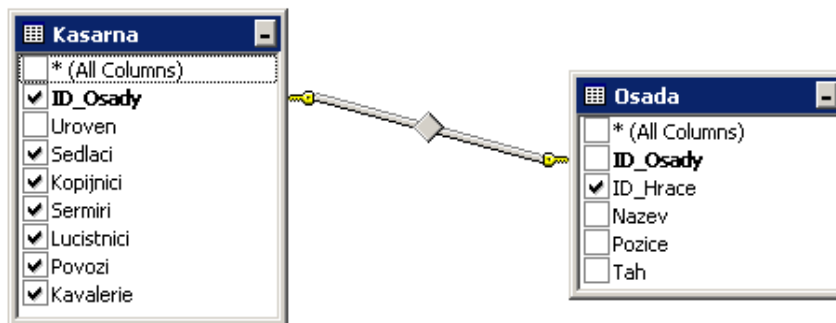 Kasarna
* (All Columns)
ID_Osady
Uroven
Sedlaci
Kopijnici
Sermiri
Lucistnici
Povozi
Kavalerie
Osada
* (All Columns)
ID_Osady
ID_Hrace
Nazev
Pozice
Tah